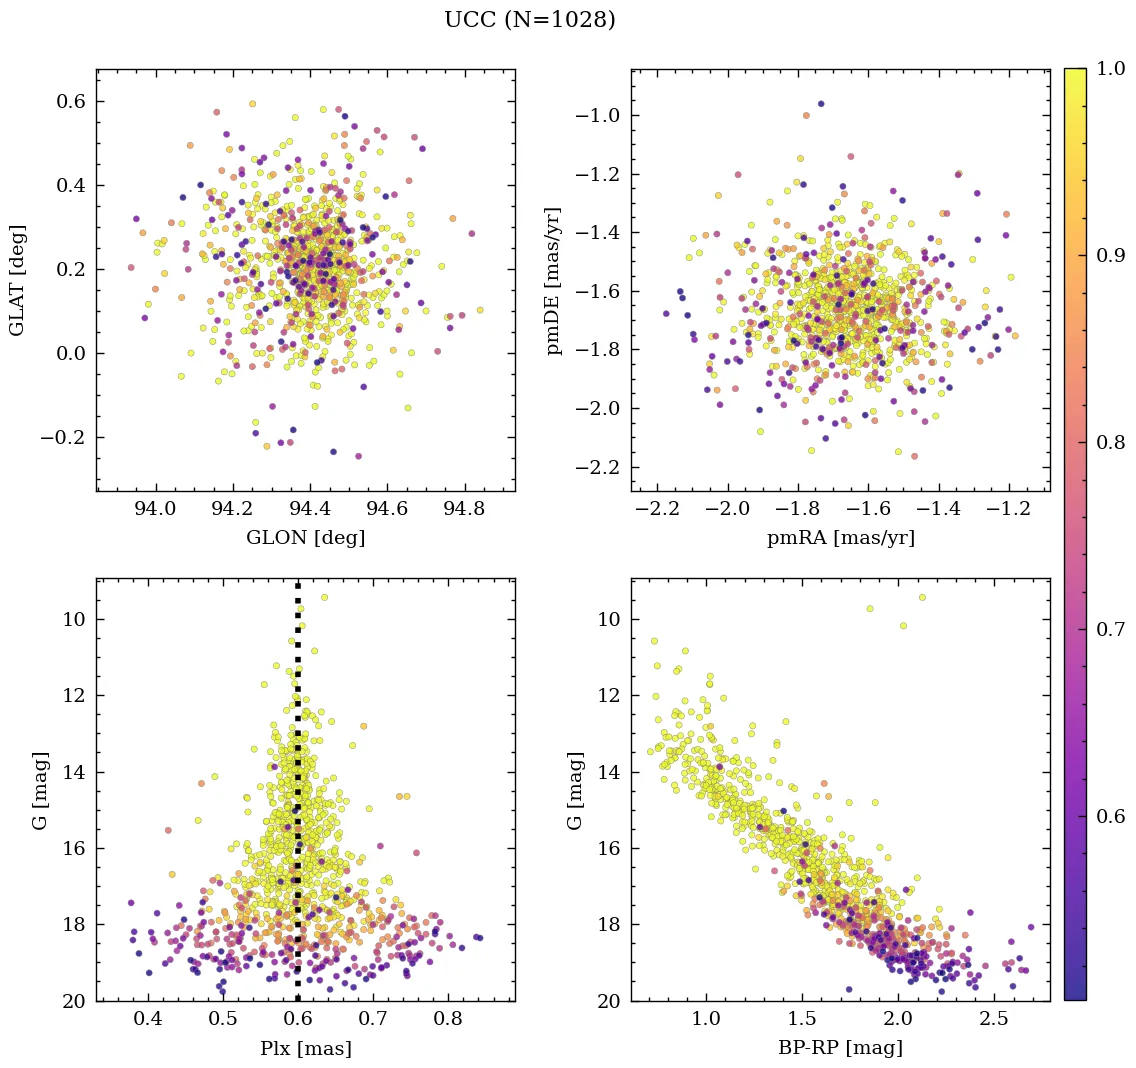 UCC (N=1028)
0.6
0.4
0.2
0.0
−0.2
GLAT [deg]
94.0 94.2 94.4 94.6 94.8
GLON [deg]
−1.0
−1.2
−1.4
−1.6
−1.8
−2.0
−2.2
pmDE [mas/yr]
−2.2 −2.0 −1.8 −1.6 −1.4 −1.2
pmRA [mas/yr]
10
12
14
16
18
20
G [mag]
0.4 0.5 0.6 0.7 0.8
Plx [mas]
10
12
14
16
18
20
G [mag]
1.0 1.5 2.0 2.5
BP-RP [mag]
1.0
0.9
0.8
0.7
0.6